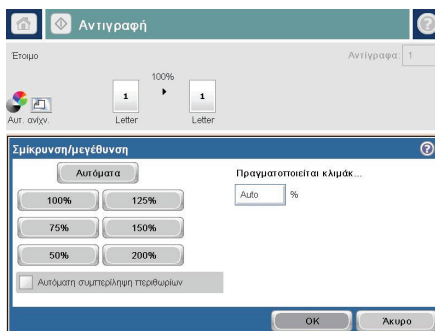 Αντιγραφή
Έτοιμο
Αντίγραφα 1
100%
1 1
Αυτ. ανίχν. Letter Letter
Σμίκρυνση/μεγέθυνση
Αυτόματα
Πραγματοποιείται κλιμάκ...
100% 125%
Auto %
75% 150%
50% 200%
Αυτόματη συμπερίληψη περιθωρίων
OK Άκυρο